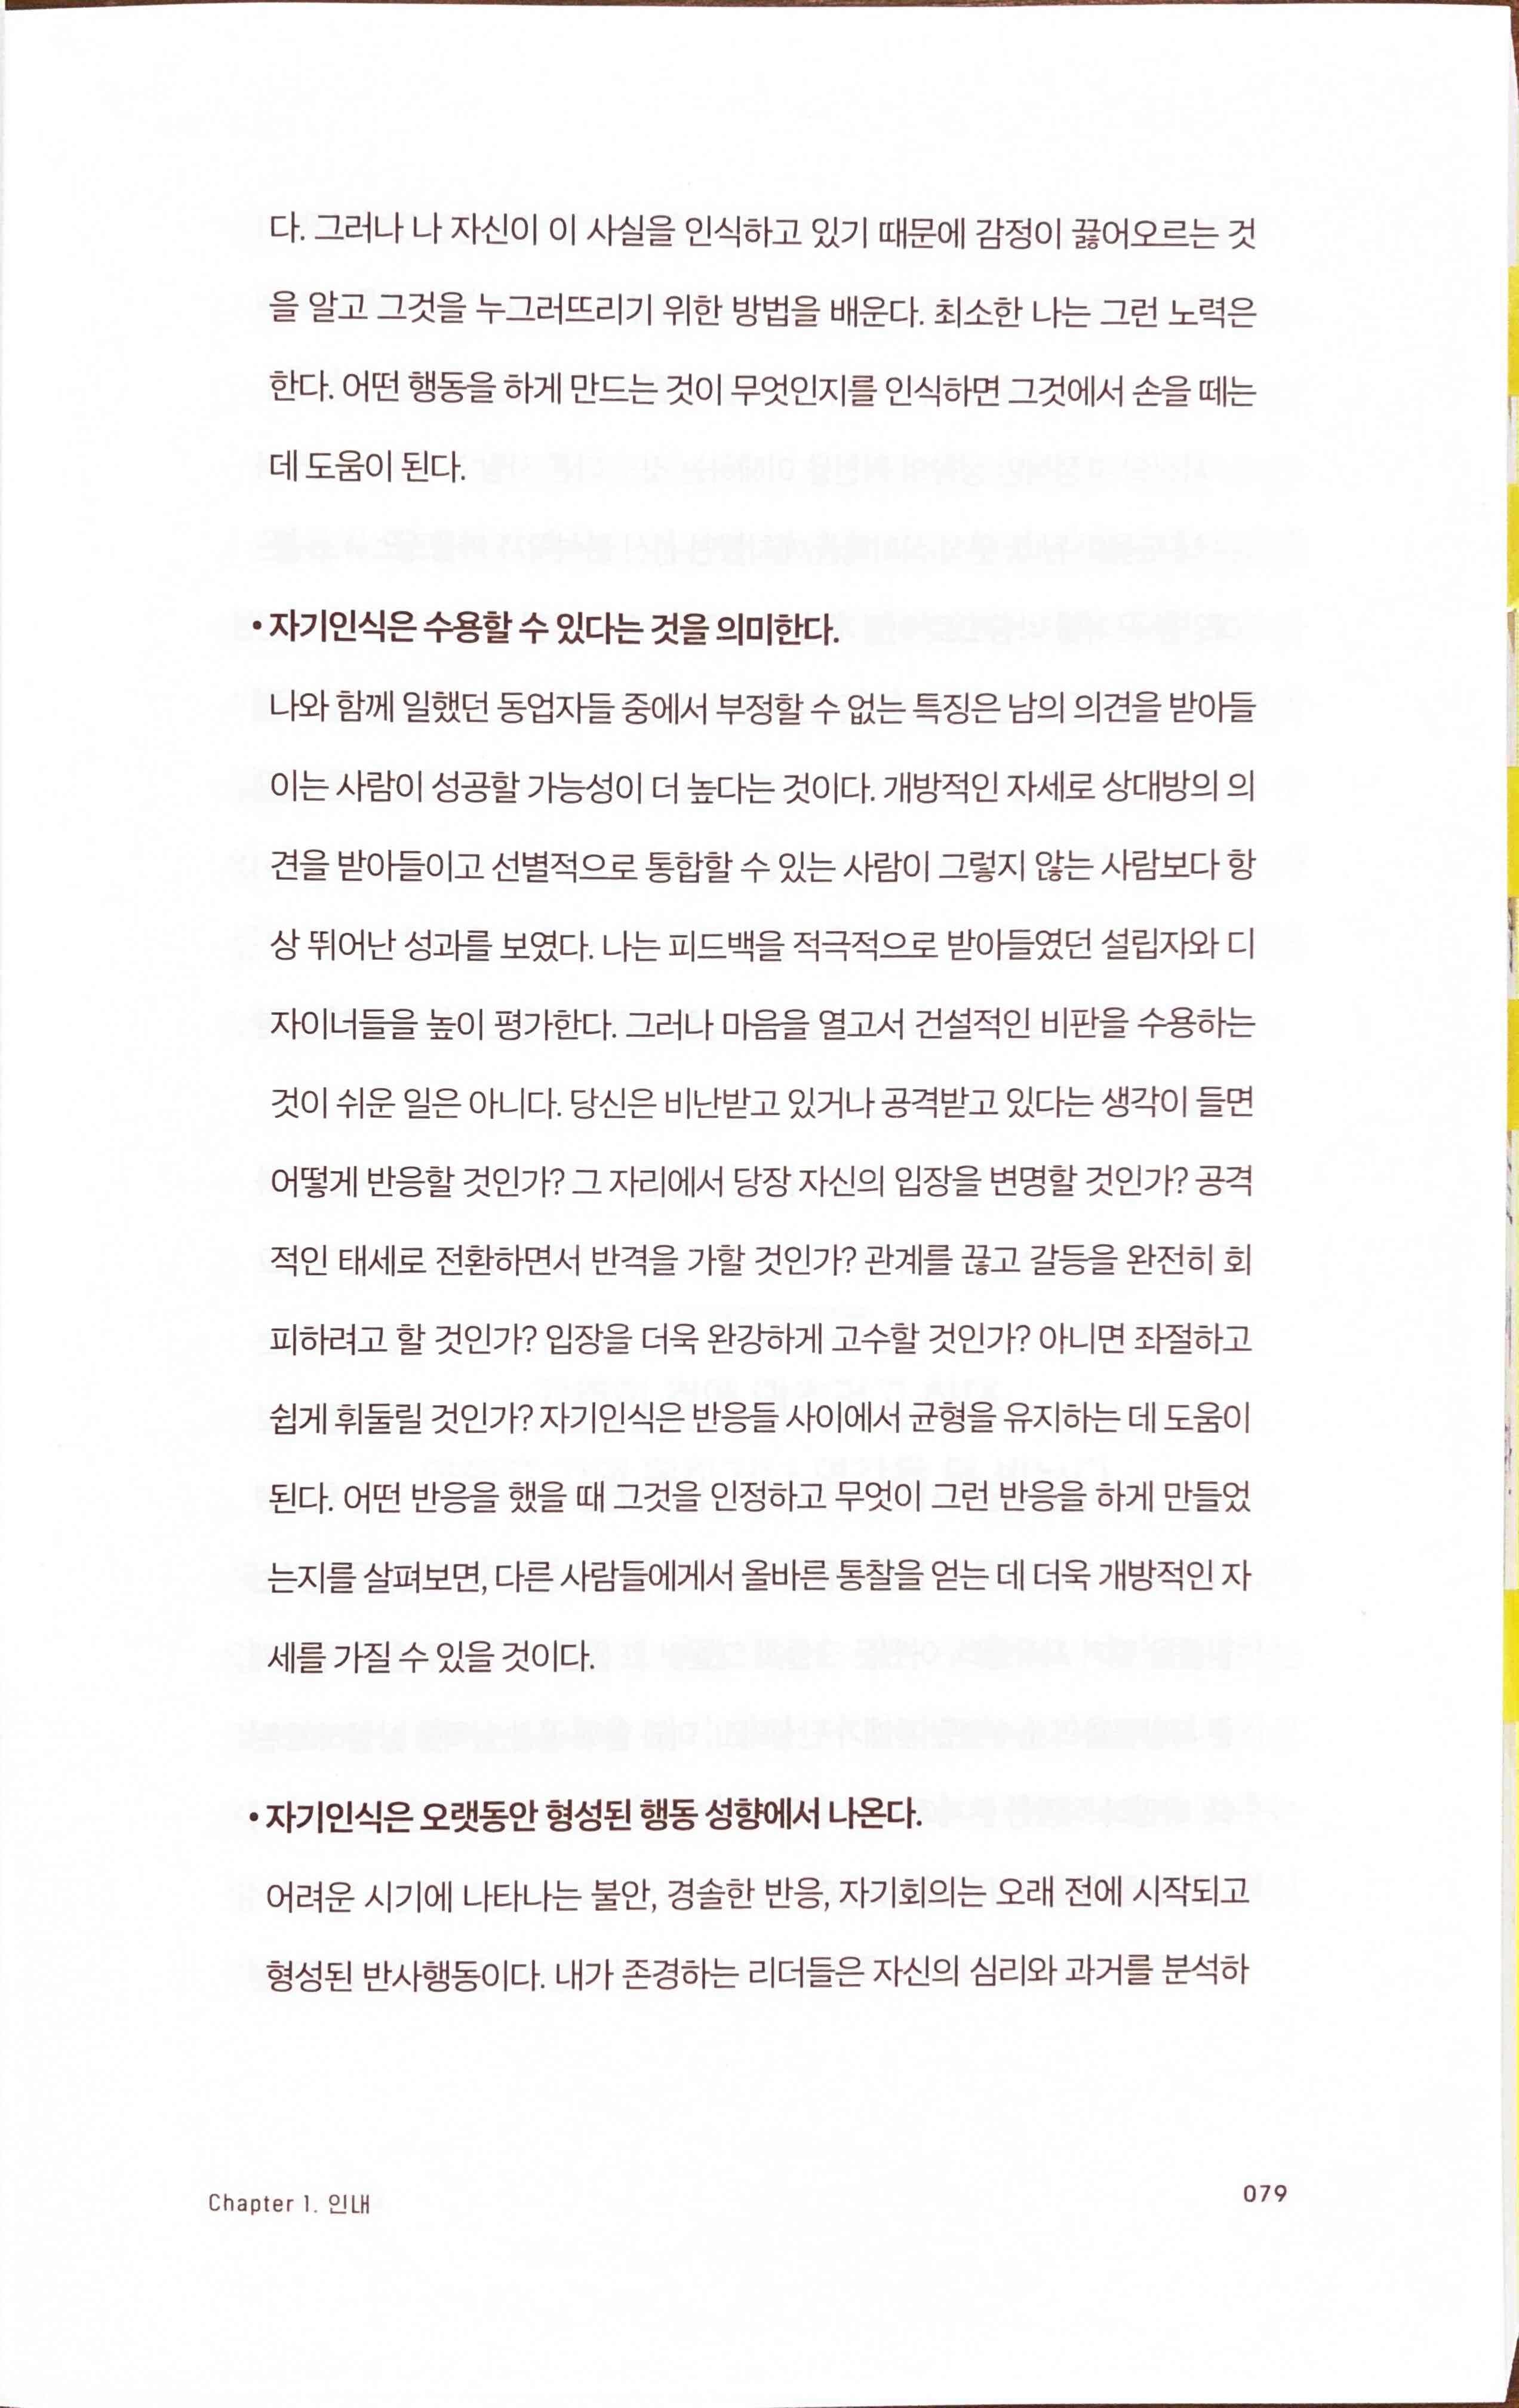 다. 그러나 나 자신이 이 사실을 인식하고 있기 때문에 감정이 끓어오르는 것
을 알고 그것을 누그러뜨리기 위한 방법을 배운다. 최소한 나는 그런 노력은
한다. 어떤 행동을 하게 만드는 것이 무엇인지를 인식하면 그것에서 손을 떼는
데 도움이 된다.
• 자기인식은 수용할 수 있다는 것을 의미한다.
나와 함께 일했던 동업자들 중에서 부정할 수 없는 특징은 남의 의견을 받아들
이는 사람이 성공할 가능성이 더 높다는 것이다. 개방적인 자세로 상대방의 의
견을 받아들이고 선별적으로 통합할 수 있는 사람이 그렇지 않는 사람보다 항
상 뛰어난 성과를 보였다. 나는 피드백을 적극적으로 받아들였던 설립자와 디
자이너들을 높이 평가한다. 그러나 마음을 열고서 건설적인 비판을 수용하는
것이 쉬운 일은 아니다. 당신은 비난받고 있거나 공격받고 있다는 생각이 들면
어떻게 반응할 것인가? 그 자리에서 당장 자신의 입장을 변명할 것인가? 공격
적인 태세로 전환하면서 반격을 가할 것인가? 관계를 끊고 갈등을 완전히 회
피하려고 할 것인가? 입장을 더욱 완강하게 고수할 것인가? 아니면 좌절하고
쉽게 휘둘릴 것인가? 자기인식은 반응들 사이에서 균형을 유지하는 데 도움이
된다. 어떤 반응을 했을 때 그것을 인정하고 무엇이 그런 반응을 하게 만들었
는지를 살펴보면, 다른 사람들에게서 올바른 통찰을 얻는 데 더욱 개방적인 자
세를 가질 수 있을 것이다.
• 자기인식은 오랫동안 형성된 행동 성향에서 나온다.
어려운 시기에 나타나는 불안, 경솔한 반응, 자기회의는 오래 전에 시작되고
형성된 반사행동이다. 내가 존경하는 리더들은 자신의 심리와 과거를 분석하
Chapter 1. 인내
079